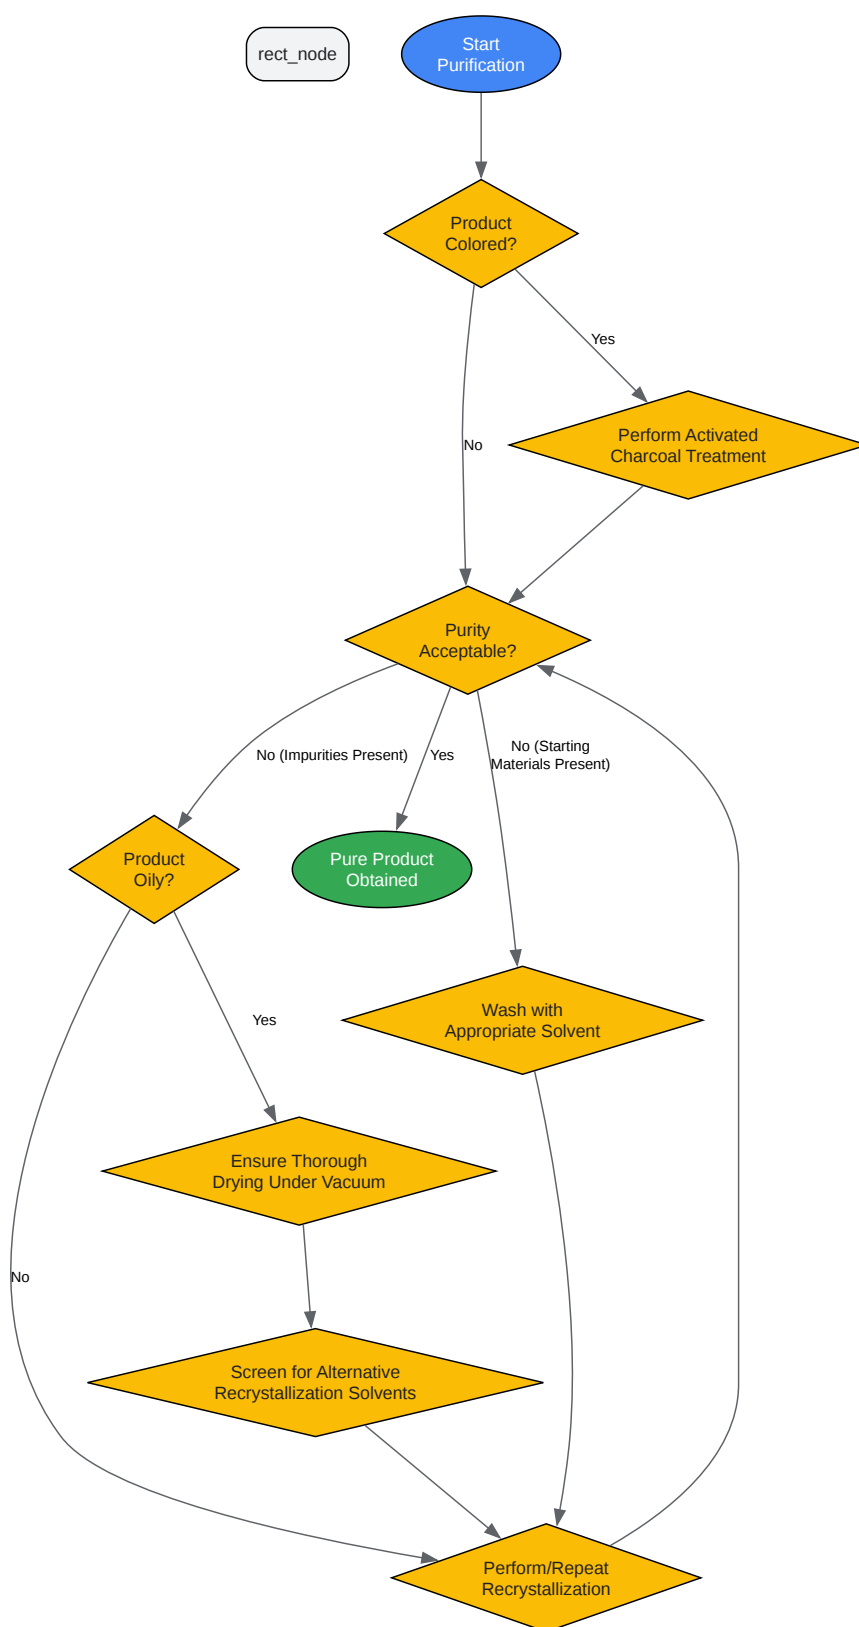 rect_node
Start
Purification
Product
Colored?
Yes
Perform Activated
Charcoal Treatment
No
Purity
Acceptable?
No (Impurities Present)
Yes
No (Starting
Materials Present)
Product
Oily?
Pure Product
Obtained
Wash with
Appropriate Solvent
Yes
Ensure Thorough
Drying Under Vacuum
No
Screen for Alternative
Recrystallization Solvents
Perform/Repeat
Recrystallization